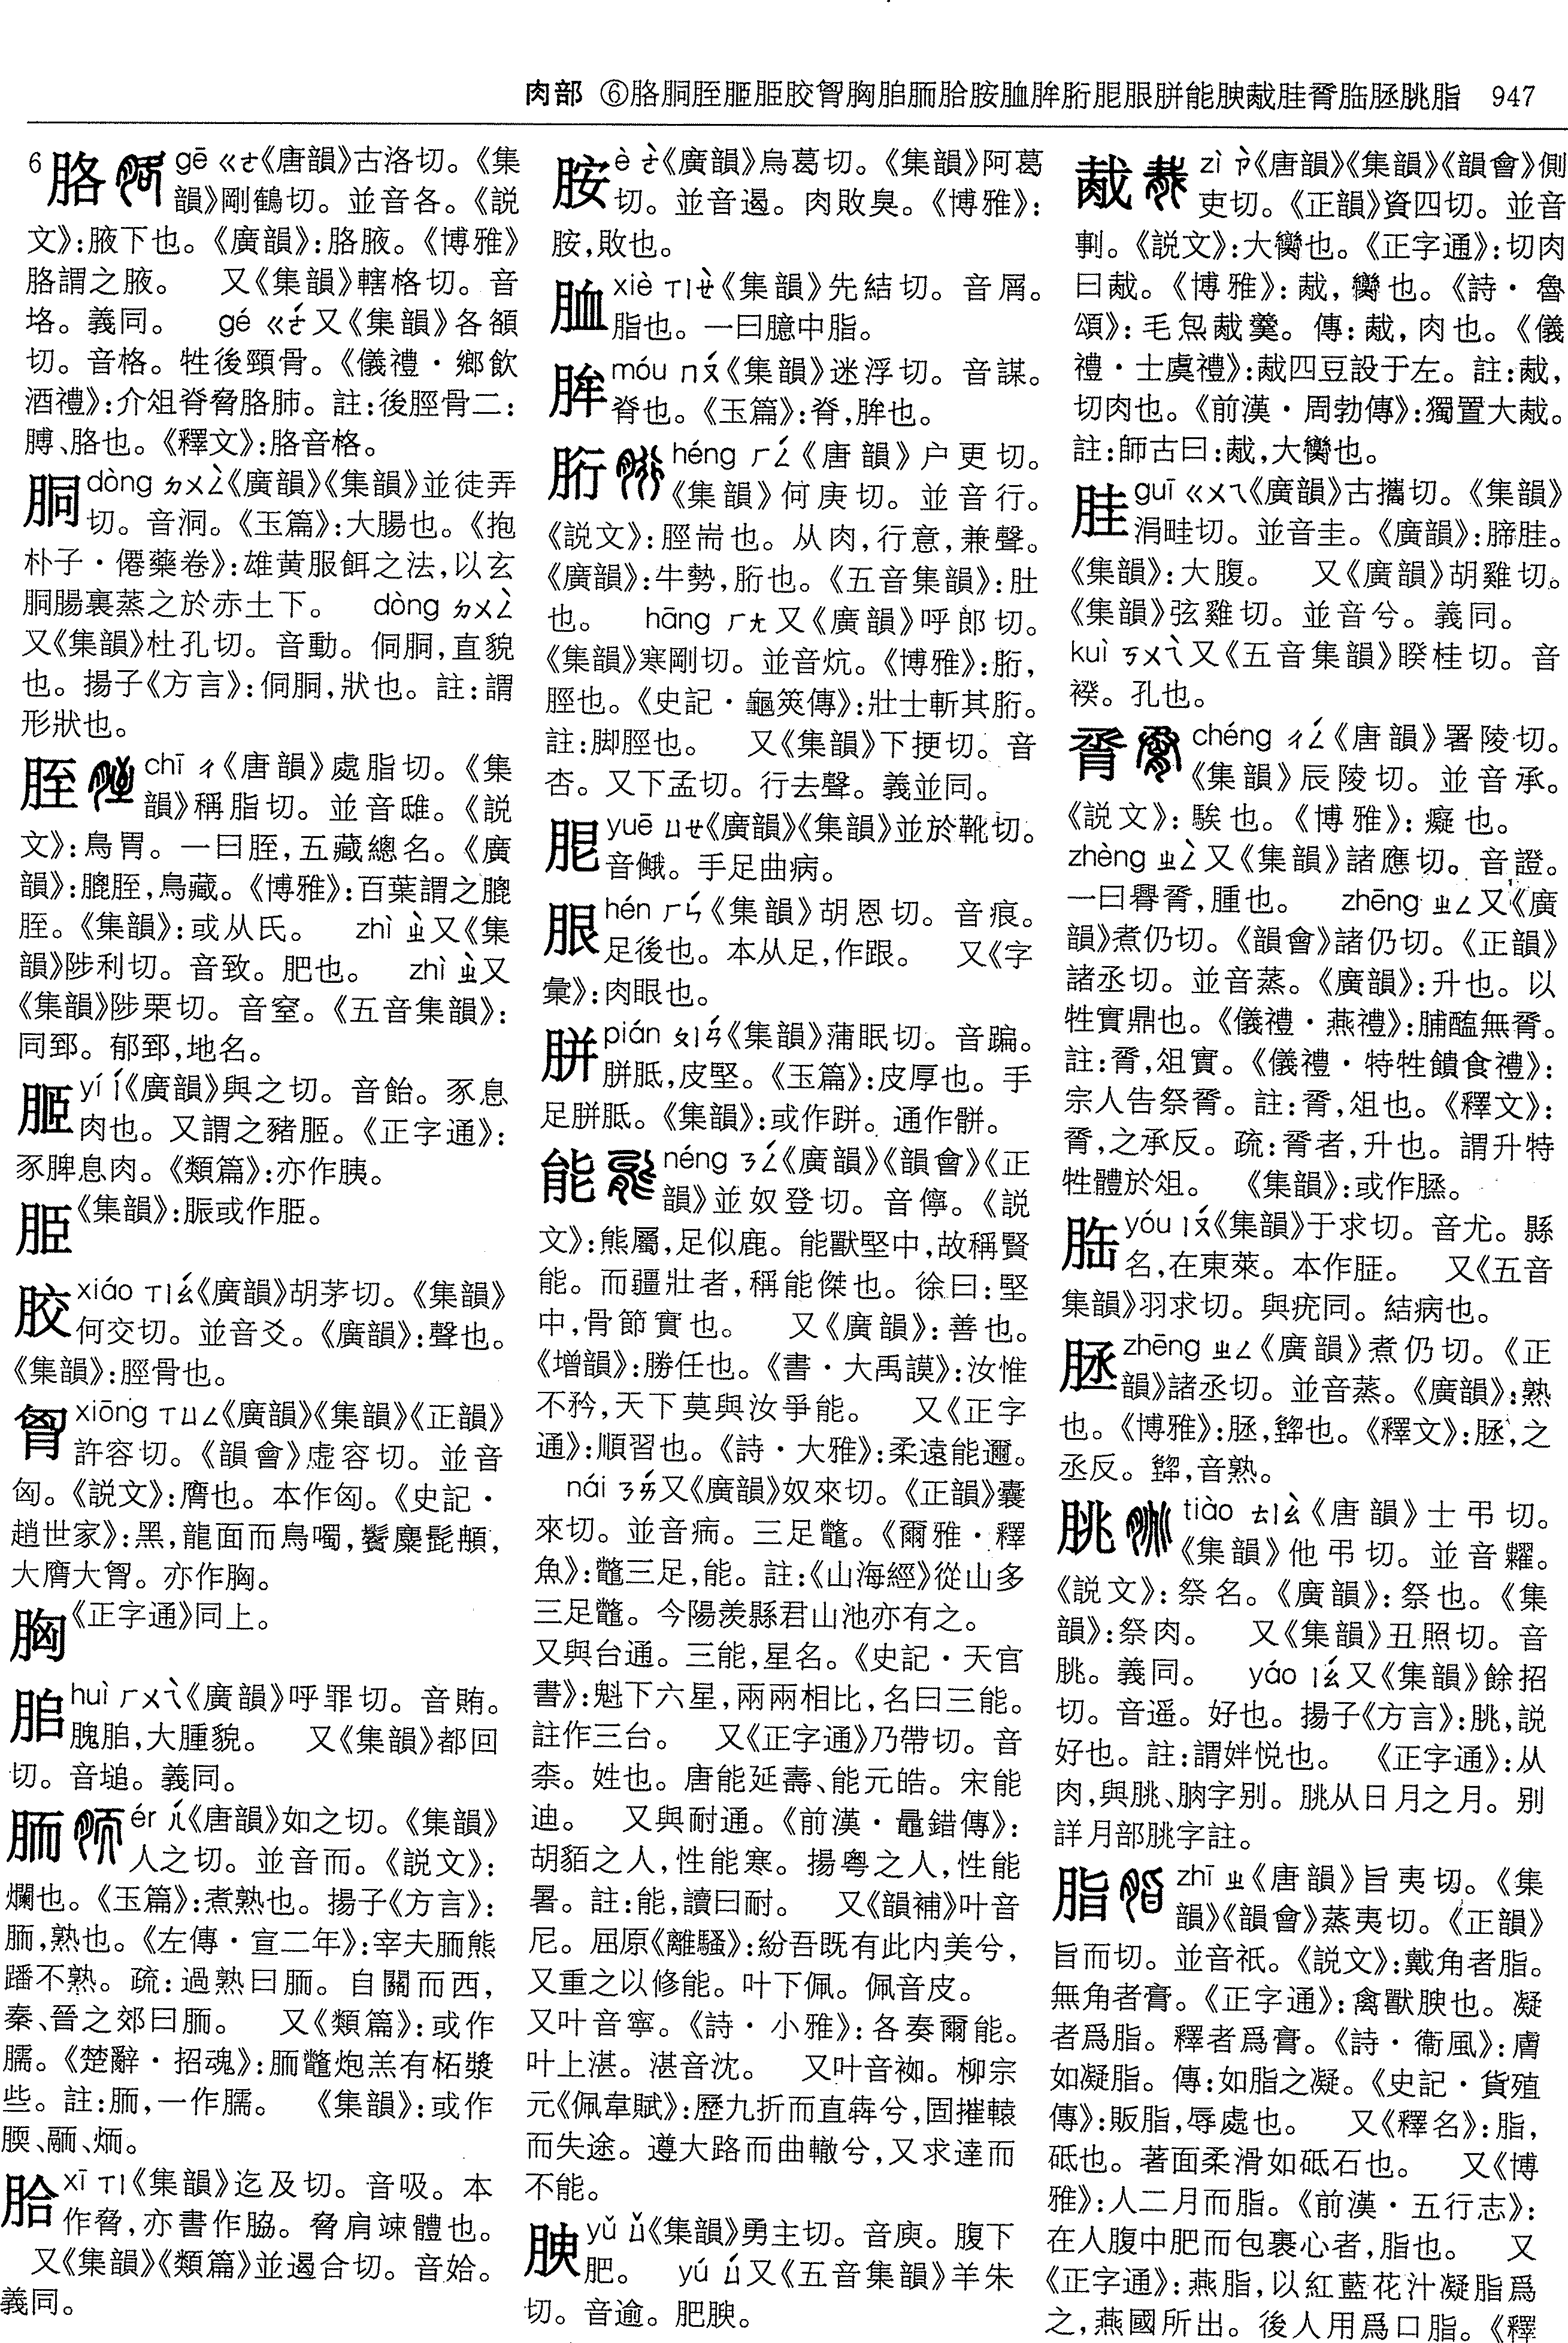 肉部 ⑥胳胴胵𦙾𦚞胶胷胸𦙥胹胎胺䘏脝胻胐䏿胼能腴胾胜脀𦚙脀脁脂 947
6 胳 gē ㄍㄜ《唐韻》古洛切。《集
韻》剛鶴切。並音各。《説
文》:腋下也。《廣韻》:胳腋。《博雅》
胳謂之腋。 又《集韻》轄格切。音
垎。義同。 gé ㄍㄜˊ又《集韻》各頟
切。音格。牲後頸骨。《儀禮・鄉飲
酒禮》:介俎脊脅胳肺。註:後脛骨二:
膞、胳也。《釋文》:胳音格。
胴 dòng ㄉㄨㄥˋ《廣韻》《集韻》並徒弄
切。音洞。《玉篇》:大腸也。《抱
朴子・僊藥卷》:雄黄服餌之法,以玄
胴腸裹蒸之於赤土下。 dòng ㄉㄨㄥˋ
又《集韻》杜孔切。音動。侗胴,直貌
也。揚子《方言》:侗胴,狀也。註:謂
形狀也。
胵 chī ㄔ《唐韻》處脂切。《集
韻》稱脂切。並音鴟。《説
文》:鳥胃。一曰胵,五藏總名。《廣
韻》:膍胵,鳥藏。《博雅》:百葉謂之膍
胵。《集韻》:或从氏。 zhì ㄓˋ又《集
韻》陟利切。音致。肥也。 zhì ㄓˋ又
《集韻》陟栗切。音窒。《五音集韻》:
同郅。郁郅,地名。
yí ㄧˊ《廣韻》與之切。音飴。豕息
肉也。又謂之豬。《正字通》:
豕脾息肉。《類篇》:亦作胰。
《集韻》:脤或作。
胶 xiáo ㄒㄧㄠˊ《廣韻》胡茅切。《集韻》
何交切。並音爻。《廣韻》:聲也。
《集韻》:脛骨也。
胷 xiōng ㄒㄩㄥ《廣韻》《集韻》《正韻》
許容切。《韻會》虛容切。並音
匈。《説文》:膺也。本作匈。《史記・
趙世家》:黑,龍面而鳥噣,鬢麋髭䫇,
大膺大胷。亦作胸。
胸 《正字通》同上。
huì ㄏㄨㄟˋ《廣韻》呼罪切。音賄。
,大腫貌。 又《集韻》都回
切。音塠。義同。
胹 ér ㄦˊ《唐韻》如之切。《集韻》
人之切。並音而。《説文》:
爛也。《玉篇》:煮熟也。揚子《方言》:
胹,熟也。《左傳・宣二年》:宰夫胹熊
蹯不熟。疏:過熟曰胹。自關而西,
秦、晉之郊曰胹。 又《類篇》:或作
臑。《楚辭・招魂》:胹鼈炮羔有柘漿
些。註:胹,一作臑。 《集韻》:或作
腝、𦓍、烦。
胎 xī ㄒㄧ《集韻》迄及切。音吸。本
作脅,亦書作脇。脅肩竦體也。
又《集韻》《類篇》並遏合切。音姶。
義同。
胺 è ㄜˋ《廣韻》烏葛切。《集韻》阿葛
切。並音遏。肉敗臭。《博雅》:
胺,敗也。
xiè ㄒㄧㄝˋ《集韻》先結切。音屑。
脂也。一曰臆中脂。
móu ㄇㄡˊ《集韻》迷浮切。音謀。
脊也。《玉篇》:脊,也。
胻 héng ㄏㄥˊ《唐韻》户更切。
《集韻》何庚切。並音行。
《説文》:脛耑也。从肉,行意,兼聲。
《廣韻》:牛勢,胻也。《五音集韻》:肚
也。 hāng ㄏㄤ又《廣韻》呼郎切。
《集韻》寒剛切。並音炕。《博雅》:胻,
脛也。《史記・龜筴傳》:壯士斬其胻。
註:脚脛也。 又《集韻》下挭切。音
杏。又下孟切。行去聲。義並同。
yuē ㄩㄝ《廣韻》《集韻》並於靴切。
音。手足曲病。
hén ㄏㄣˊ《集韻》胡恩切。音痕。
足後也。本从足,作跟。 又《字
彙》:肉眼也。
胼 pián ㄆㄧㄢˊ《集韻》蒲眠切。音蹁。
胼胝,皮堅。《玉篇》:皮厚也。手
足胼胝。《集韻》:或作跰。通作骿。
能 néng ㄋㄥˊ《廣韻》《韻會》《正
韻》並奴登切。音儜。《説
文》:熊屬,足似鹿。能獸堅中,故稱賢
能。而疆壯者,稱能傑也。徐曰:堅
中,骨節實也。 又《廣韻》:善也。
《增韻》:勝任也。《書・大禹謨》:汝惟
不矜,天下莫與汝爭能。 又《正字
通》:順習也。《詩・大雅》:柔遠能邇。
nái ㄋㄞˊ又《廣韻》奴來切。《正韻》囊
來切。並音痽。三足鼈。《爾雅・釋
魚》:鼈三足,能。註:《山海經》從山多
三足鼈。今陽羨縣君山池亦有之。
又與台通。三能,星名。《史記・天官
書》:魁下六星,兩兩相比,名曰三能。
註作三台。 又《正字通》乃帶切。音
柰。姓也。唐能延壽、能元皓。宋能
迪。 又與耐通。《前漢・鼂錯傳》:
胡貊之人,性能寒。揚粤之人,性能
暑。註:能,讀曰耐。 又《韻補》叶音
尼。屈原《離騷》:紛吾既有此内美兮,
又重之以修能。叶下佩。佩音皮。
又叶音寧。《詩・小雅》:各奏爾能。
叶上湛。湛音沈。 又叶音袽。柳宗
元《佩韋賦》:歷九折而直犇兮,固摧轅
而失途。遵大路而曲轍兮,又求達而
不能。
腴 yǔ ㄩˇ《集韻》勇主切。音庾。腹下
肥。 yú ㄩˊ又《五音集韻》羊朱
切。音逾。肥腴。
胾 zì ㄗˋ《唐韻》《集韻》《韻會》側
吏切。《正韻》資四切。並音
剚。《説文》:大臠也。《正字通》:切肉
曰胾。《博雅》:胾,臠也。《詩・魯
頌》:毛炰胾羹。傳:胾,肉也。《儀
禮・士虞禮》:胾四豆設于左。註:胾,
切肉也。《前漢・周勃傳》:獨置大胾。
註:師古曰:胾,大臠也。
胿 guī ㄍㄨㄟ《廣韻》古攜切。《集韻》
涓畦切。並音圭。《廣韻》:胿。
《集韻》:大腹。 又《廣韻》胡雞切。
《集韻》弦雞切。並音兮。義同。
kuì ㄎㄨㄟˋ又《五音集韻》睽桂切。音
褉。孔也。
脀 chéng ㄔㄥˊ《唐韻》署陵切。
《集韻》辰陵切。並音承。
《説文》:騃也。《博雅》:癡也。
zhèng ㄓㄥˋ又《集韻》諸應切。音證。
一曰脀,腫也。 zhēng ㄓㄥ又《廣
韻》煮仍切。《韻會》諸仍切。《正韻》
諸丞切。並音蒸。《廣韻》:升也。以
牲實鼎也。《儀禮・燕禮》:脯醢無脀。
註:脀,俎實。《儀禮・特牲饋食禮》:
宗人告祭脀。註:脀,俎也。《釋文》:
脀,之承反。疏:脀者,升也。謂升特
牲體於俎。 《集韻》:或作。
yóu ㄧㄡˊ《集韻》于求切。音尤。縣
名,在東萊。本作。 又《五音
集韻》羽求切。與疣同。結病也。
zhēng ㄓㄥ《廣韻》煮仍切。《正
韻》諸丞切。並音蒸。《廣韻》:熟
也。《博雅》:,也。《釋文》:,之
丞反。,音熟。
脁 tiào ㄊㄧㄠˋ《唐韻》士弔切。
《集韻》他弔切。並音糶。
《説文》:祭名。《廣韻》:祭也。《集
韻》:祭肉。 又《集韻》丑照切。音
朓。義同。 yáo ㄧㄠˊ又《集韻》餘招
切。音遥。好也。揚子《方言》:脁,説
好也。註:謂姅悦也。 《正字通》:从
肉,與朓、朒字别。朓从日月之月。别
詳月部朓字註。
脂 zhī ㄓ《唐韻》旨夷切。《集
韻》《韻會》蒸夷切。《正韻》
旨而切。並音祇。《説文》:戴角者脂。
無角者膏。《正字通》:禽獸腴也。凝
者爲脂。釋者爲膏。《詩・衞風》:膚
如凝脂。傳:如脂之凝。《史記・貨殖
傳》:販脂,辱處也。 又《釋名》:脂,
砥也。著面柔滑如砥石也。 又《博
雅》:人二月而脂。《前漢・五行志》:
在人腹中肥而包裹心者,脂也。 又
《正字通》:燕脂,以紅藍花汁凝脂爲
之,燕國所出。後人用爲口脂。《釋